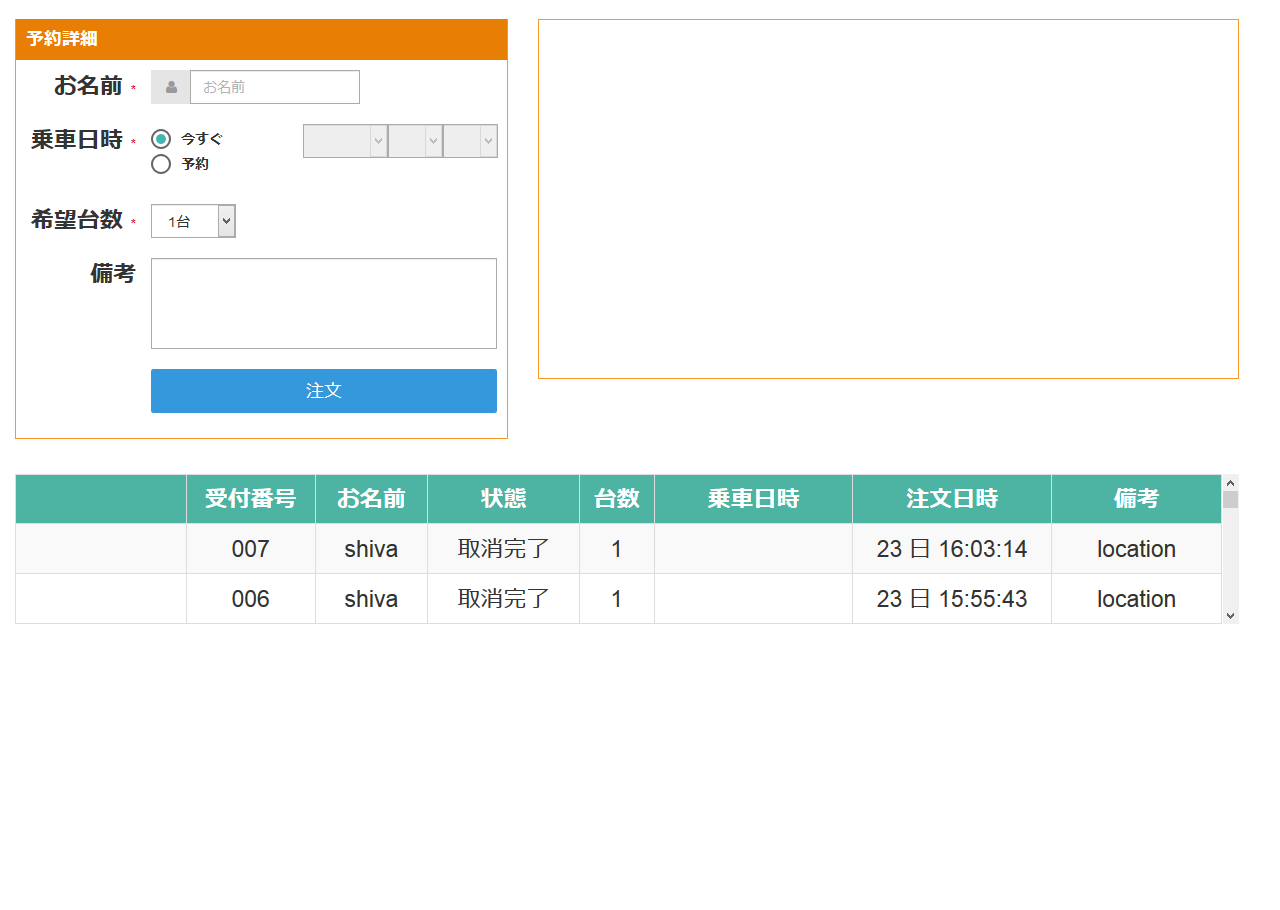 予約詳細
お名前 * お名前
乗車日時 * 今すぐ
予約
希望台数 * 1台
備考
注文
受付番号 お名前 状態 台数 乗車日時 注文日時 備考
007 shiva 取消完了 1 23 日 16:03:14 location
006 shiva 取消完了 1 23 日 15:55:43 location